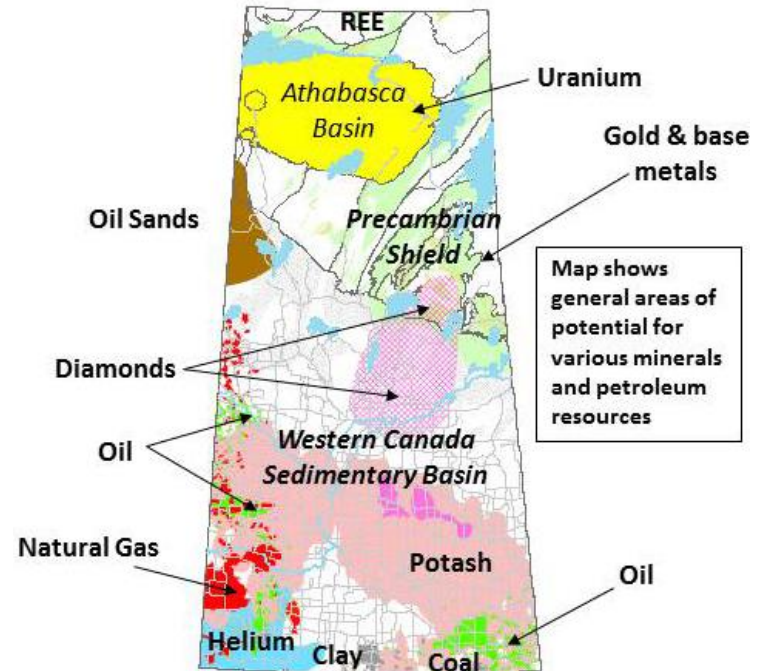 REE
Athabasca
Basin
Uranium
Gold & base
metals
Oil Sands
Precambrian
Shield
Map shows
general areas of
potential for
various minerals
and petroleum
resources
Diamonds
Oil
Western Canada
Sedimentary Basin
Natural Gas
Potash
Oil
Helium
Clay
Coal